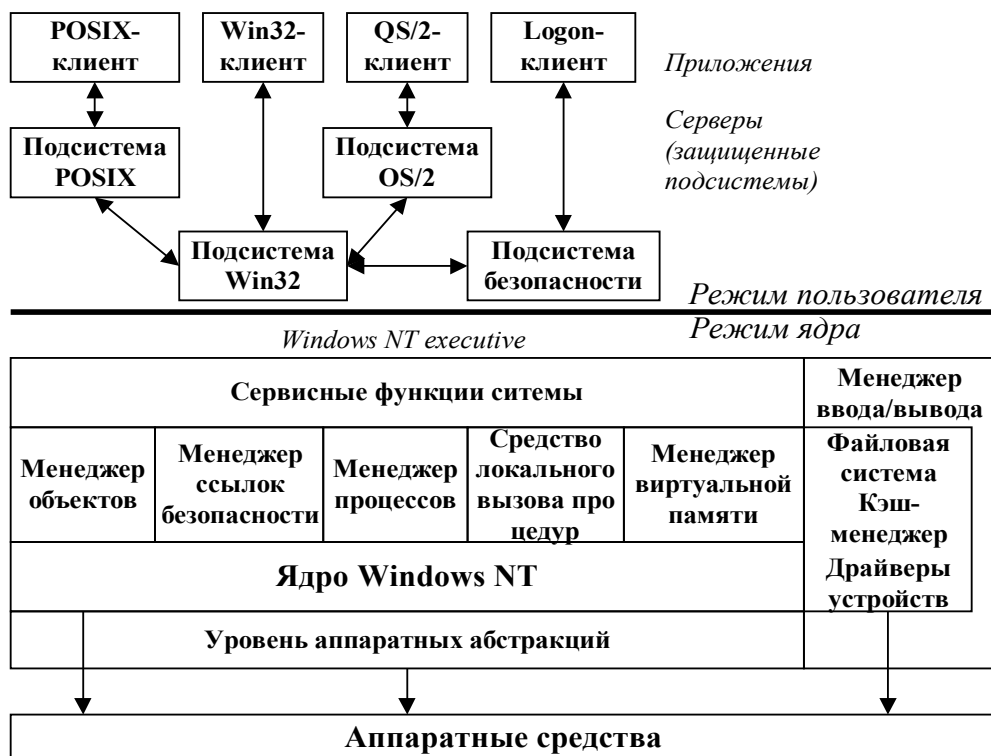 POSIX-
клиент
Win32-
клиент
QS/2-
клиент
Logon-
клиент
Приложения
Серверы
(защищенные
подсистемы)
Подсистема
POSIX
Подсистема
OS/2
Подсистема
Win32
Подсистема
безопасности
Режим пользователя
Режим ядра
Windows NT executive
Сервисные функции ситемы
Менеджер
ввода/вывода
Менеджер
объектов
Менеджер
ссылок
безопасности
Менеджер
процессов
Средство
локального
вызова про
цедур
Менеджер
виртуальной
памяти
Файловая
система
Кэш-
менеджер
Драйверы
устройств
Ядро Windows NT
Уровень аппаратных абстракций
Аппаратные средства